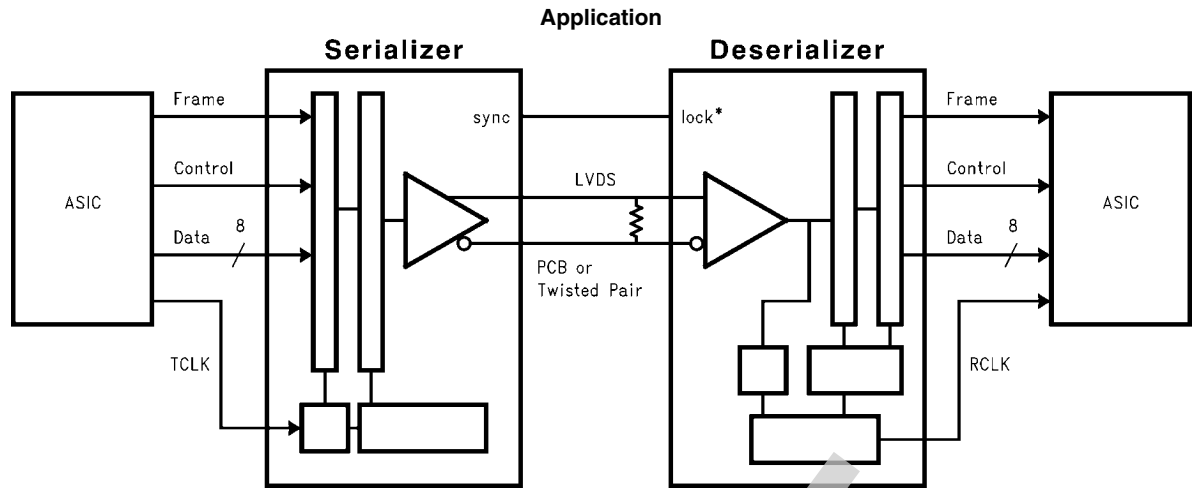 Application
Serializer
Deserializer
Frame
sync
lock*
Frame
Control
LVDS
Control
ASIC
ASIC
Data
8
Data
8
PCB or
Twisted Pair
TCLK
RCLK